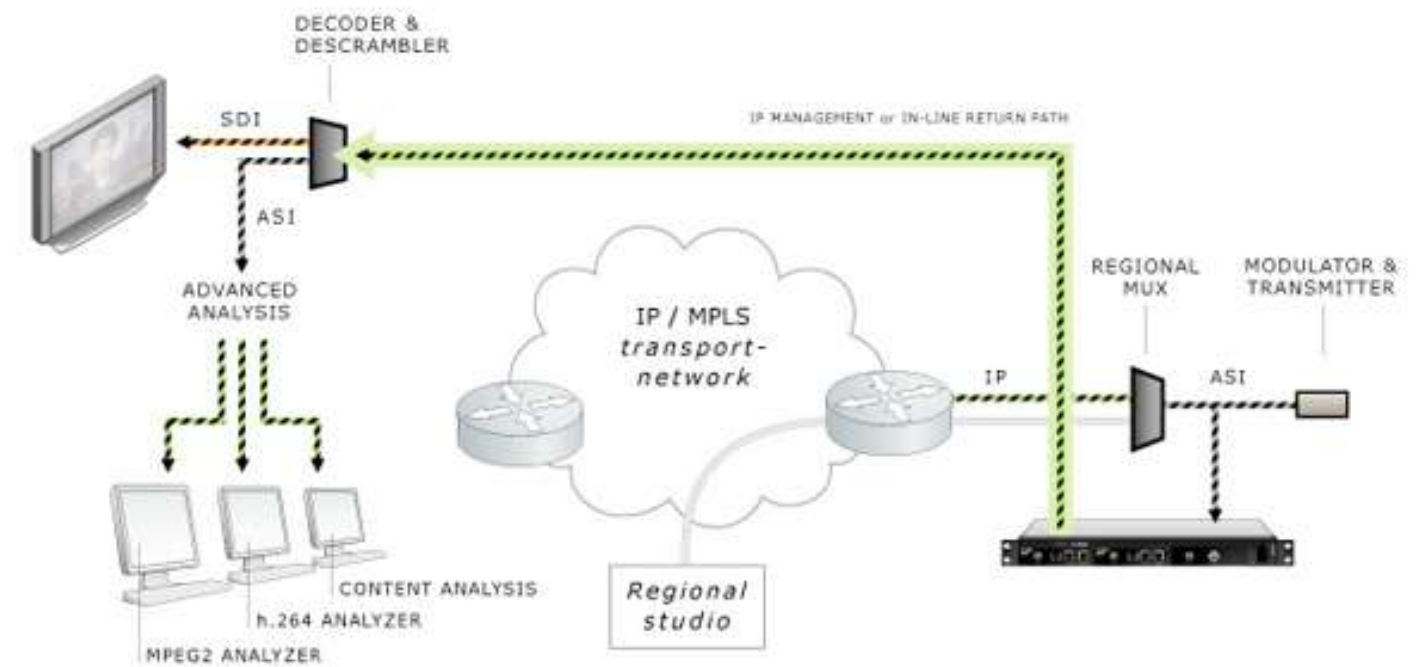 DECODER &
DESCRAMBLER
SDI
IP MANAGEMENT or IN-LINE RETURN PATH
ASI
ADVANCED
ANALYSIS
REGIONAL
MUX
MODULATOR &
TRANSMITTER
IP / MPLS
transport-
network
IP
ASI
CONTENT ANALYSIS
h.264 ANALYZER
MPEG2 ANALYZER
Regional
studio